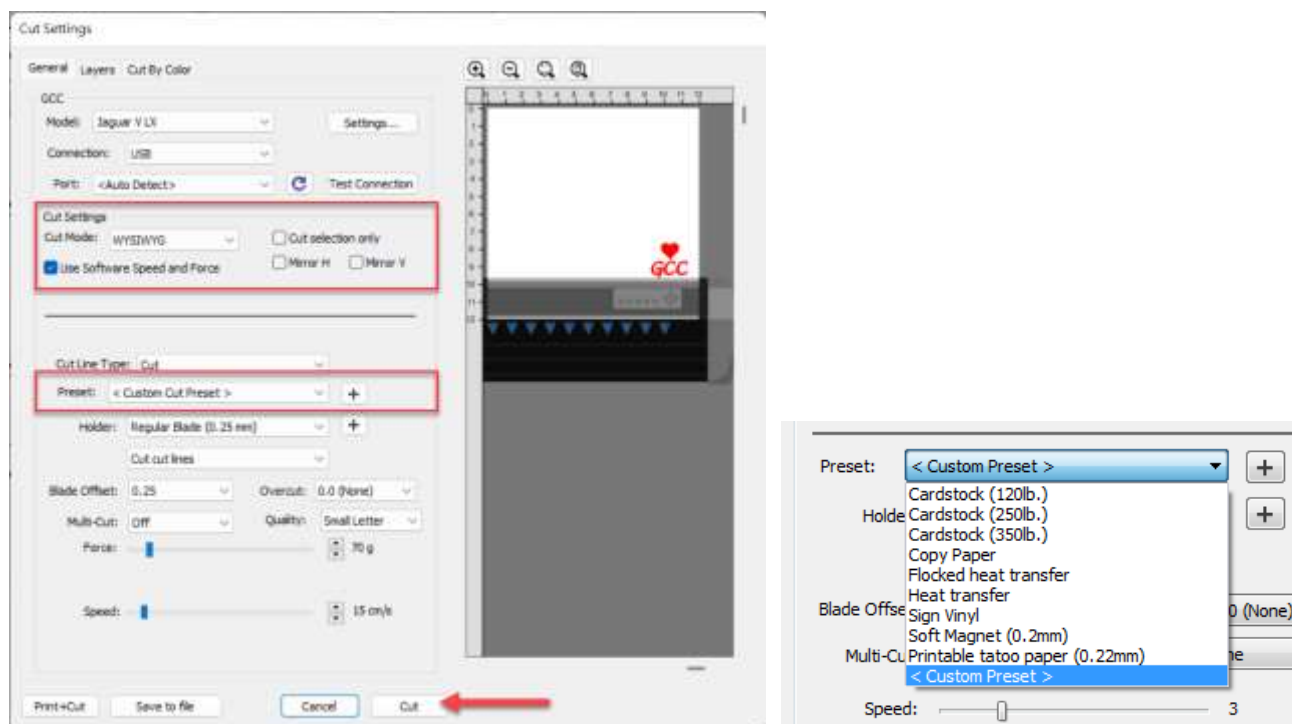 Cut Settings
General Layers Cut By Color
GCC
Model: Jaguar V LX Settings...
Connection: USB
Port: <Auto Detect> Test Connection
Cut Settings
Cut Mode: WYSIWYG Cut selection only
Use Software Speed and Force Mirror H Mirror V
Cut Line Type: Cut
Preset: < Custom Cut Preset > +
Holder: Regular Blade (0.25 mm) +
Cut cut lines
Blade Offset: 0.25 Overcut: 0.0 (None)
Multi-Cut: Off Quality: Small Letter
Force: 70 g
Speed: 15 cm/s
Print+Cut Save to file Cancel Cut
GCC
Preset: < Custom Preset > +
Cardstock (120lb.)
Holde Cardstock (250lb.) +
Cardstock (350lb.)
Copy Paper
Flocked heat transfer
Heat transfer
Blade Offse Sign Vinyl 0 (None)
Soft Magnet (0.2mm)
Multi-Cu Printable tatoo paper (0.22mm) ne
< Custom Preset >
Speed: 3